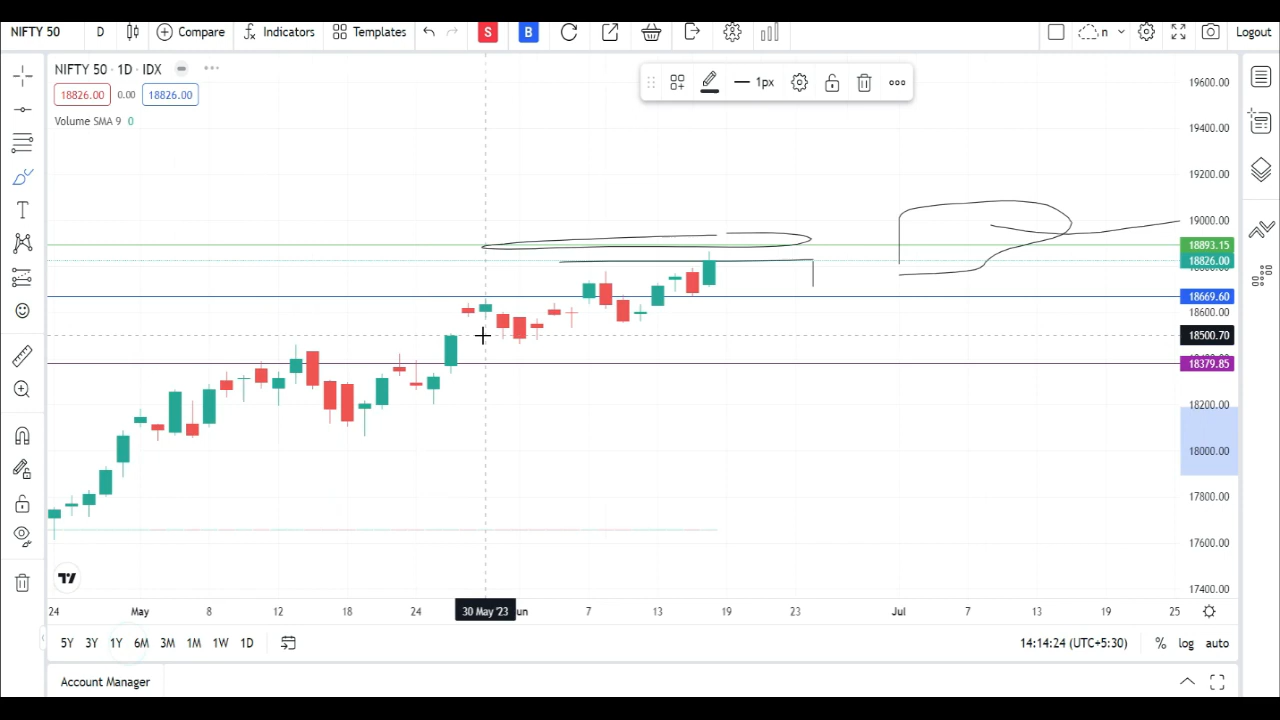 NIFTY 50 D Compare Indicators Templates S B n Logout
NIFTY 50 · 1D · IDX
1px
18826.00 0.00 18826.00
Volume SMA 9 0
19600.00
19400.00
19200.00
19000.00
18893.15
18826.00
18669.60
18600.00
18500.70
18379.85
18200.00
18000.00
17800.00
17600.00
17400.00
24 May 8 12 18 24 30 May '23 un 7 13 19 23 Jul 7 13 19 25
5Y 3Y 1Y 6M 3M 1M 1W 1D 14:14:24 (UTC+5:30) % log auto
Account Manager